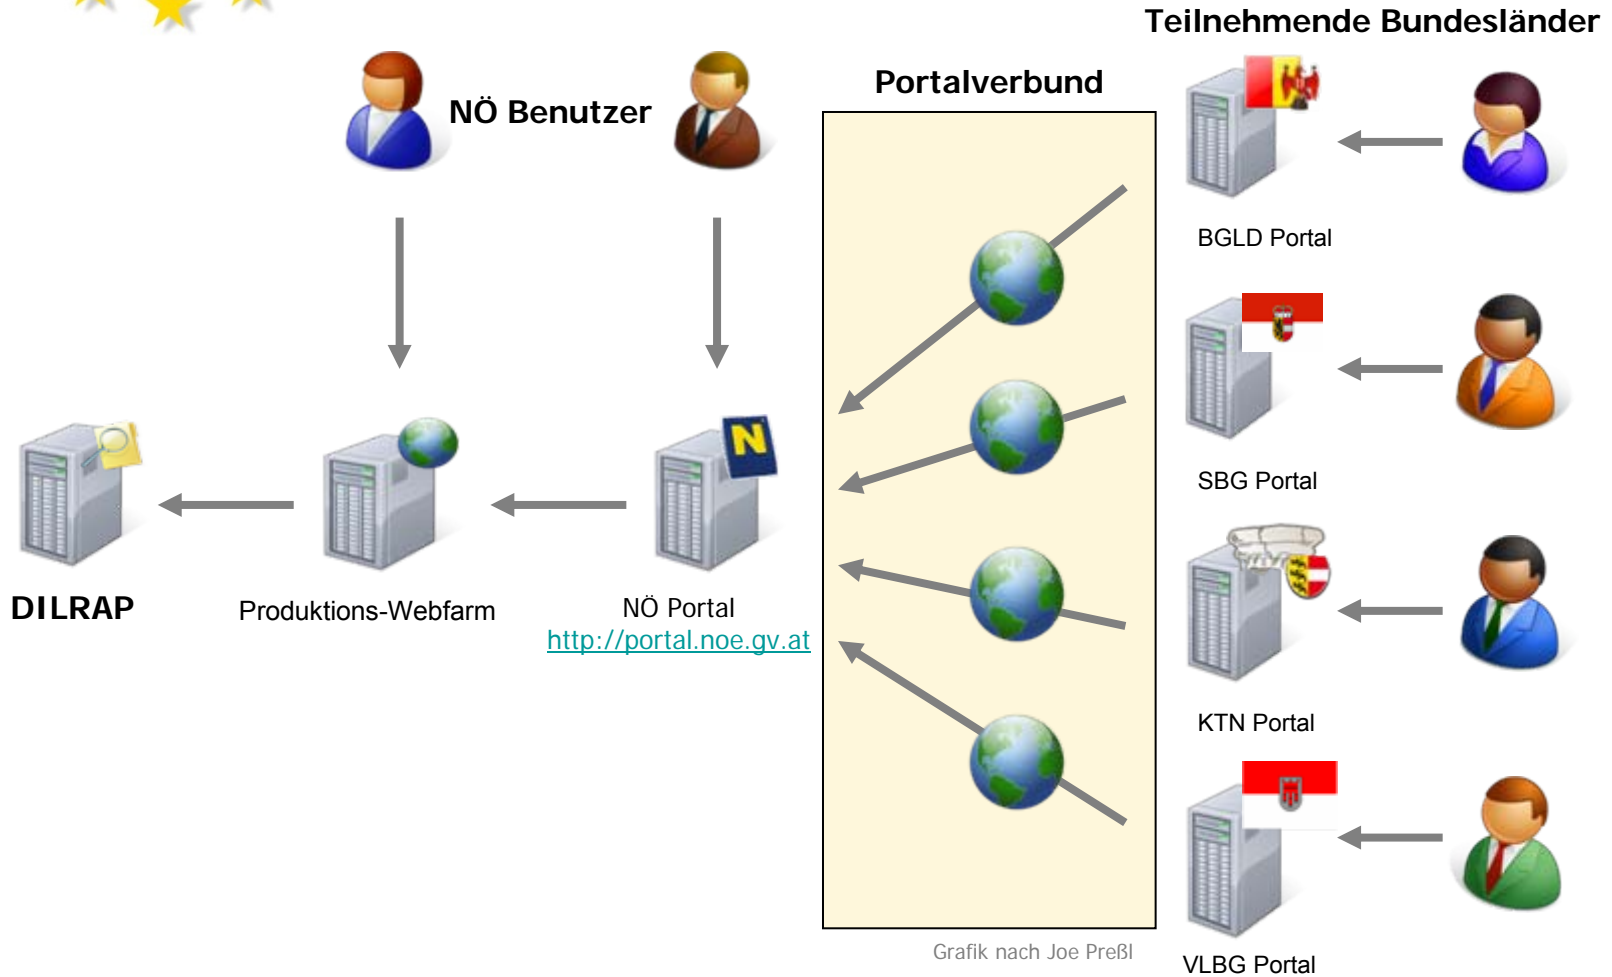 Teilnehmende Bundesländer
Portalverbund
NÖ Benutzer
BGLD Portal
SBG Portal
N
DILRAP
Produktions-Webfarm
NÖ Portal
http://portal.noe.gv.at
KTN Portal
Grafik nach Joe Preßl
VLBG Portal